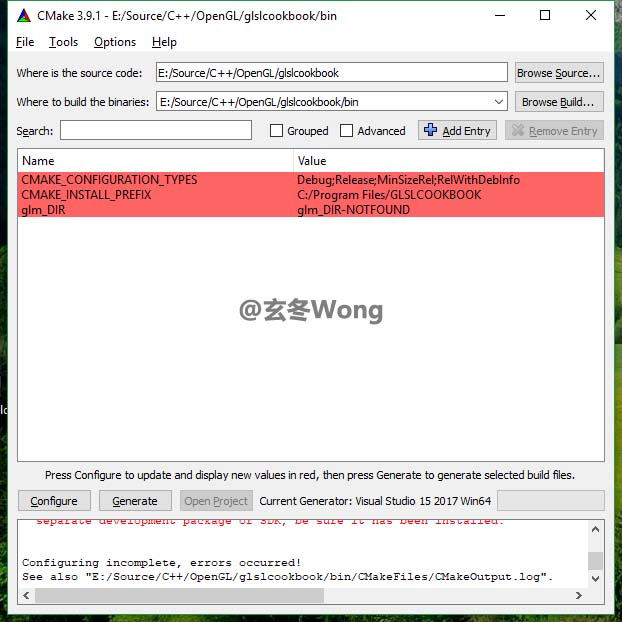 CMake 3.9.1 - E:/Source/C++/OpenGL/glslcookbook/bin
File Tools Options Help
Where is the source code: E:/Source/C++/OpenGL/glslcookbook Browse Source...
Where to build the binaries: E:/Source/C++/OpenGL/glslcookbook/bin Browse Build...
Search: Grouped Advanced Add Entry Remove Entry
Name Value
CMAKE_CONFIGURATION_TYPES Debug;Release;MinSizeRel;RelWithDebInfo
CMAKE_INSTALL_PREFIX C:/Program Files/GLSLCOOKBOOK
glm_DIR glm_DIR-NOTFOUND
@玄冬Wong
Press Configure to update and display new values in red, then press Generate to generate selected build files.
Configure Generate Open Project Current Generator: Visual Studio 15 2017 Win64
separate development package or SDK, be sure it has been installed.
Configuring incomplete, errors occurred!
See also "E:/Source/C++/OpenGL/glslcookbook/bin/CMakeFiles/CMakeOutput.log".